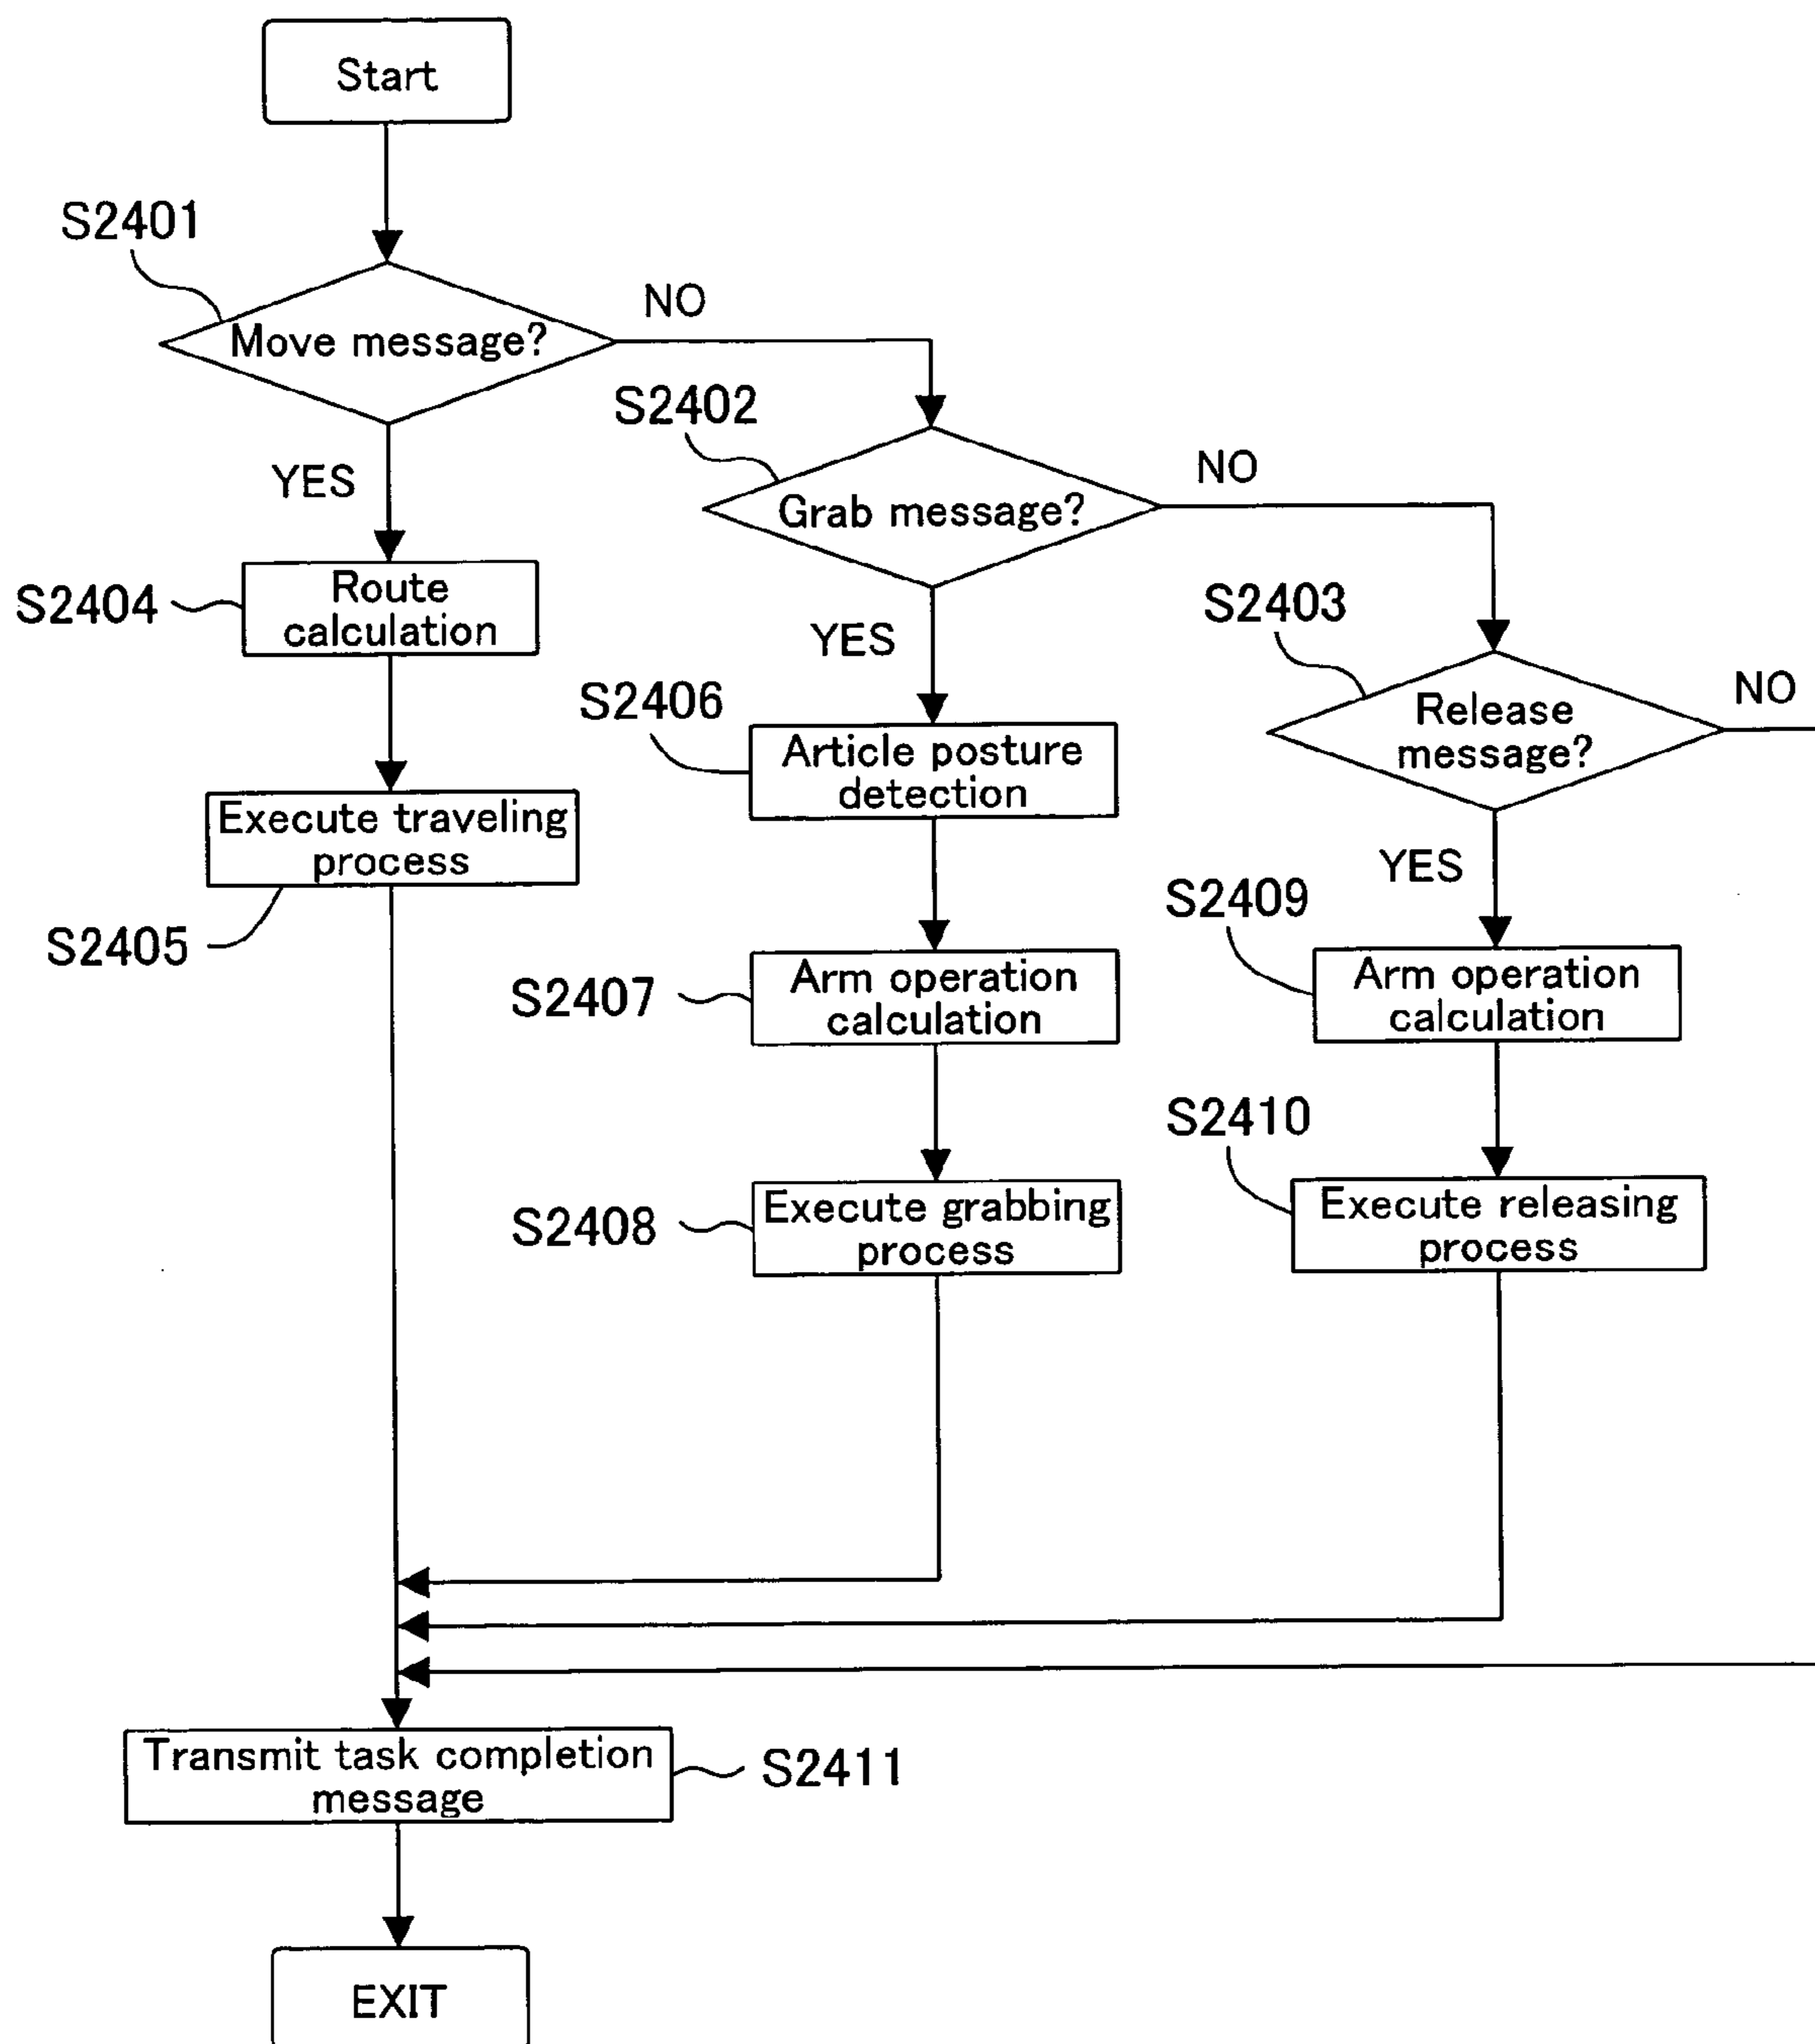 Start
S2401
Move message?
NO
YES
S2402
Grab message?
NO
YES
S2403
Release
message?
NO
YES
S2404
Route
calculation
Execute traveling
process
S2405
S2406
Article posture
detection
S2407
Arm operation
calculation
S2408
Execute grabbing
process
S2409
Arm operation
calculation
S2410
Execute releasing
process
Transmit task completion
message
S2411
EXIT